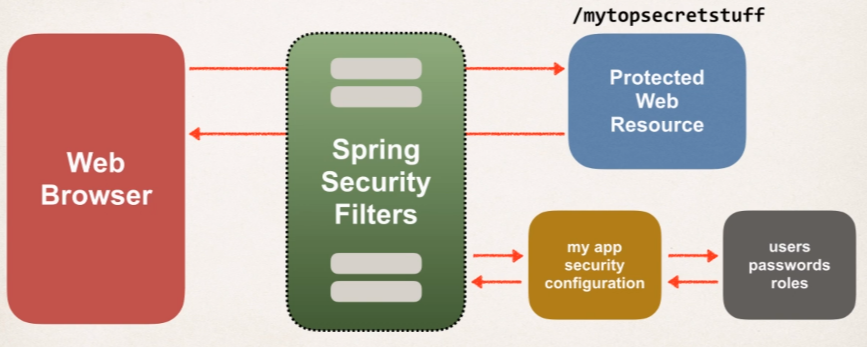 /mytopsecretstuff
Web
Browser
Spring
Security
Filters
Protected
Web
Resource
my app
security
configuration
users
passwords
roles